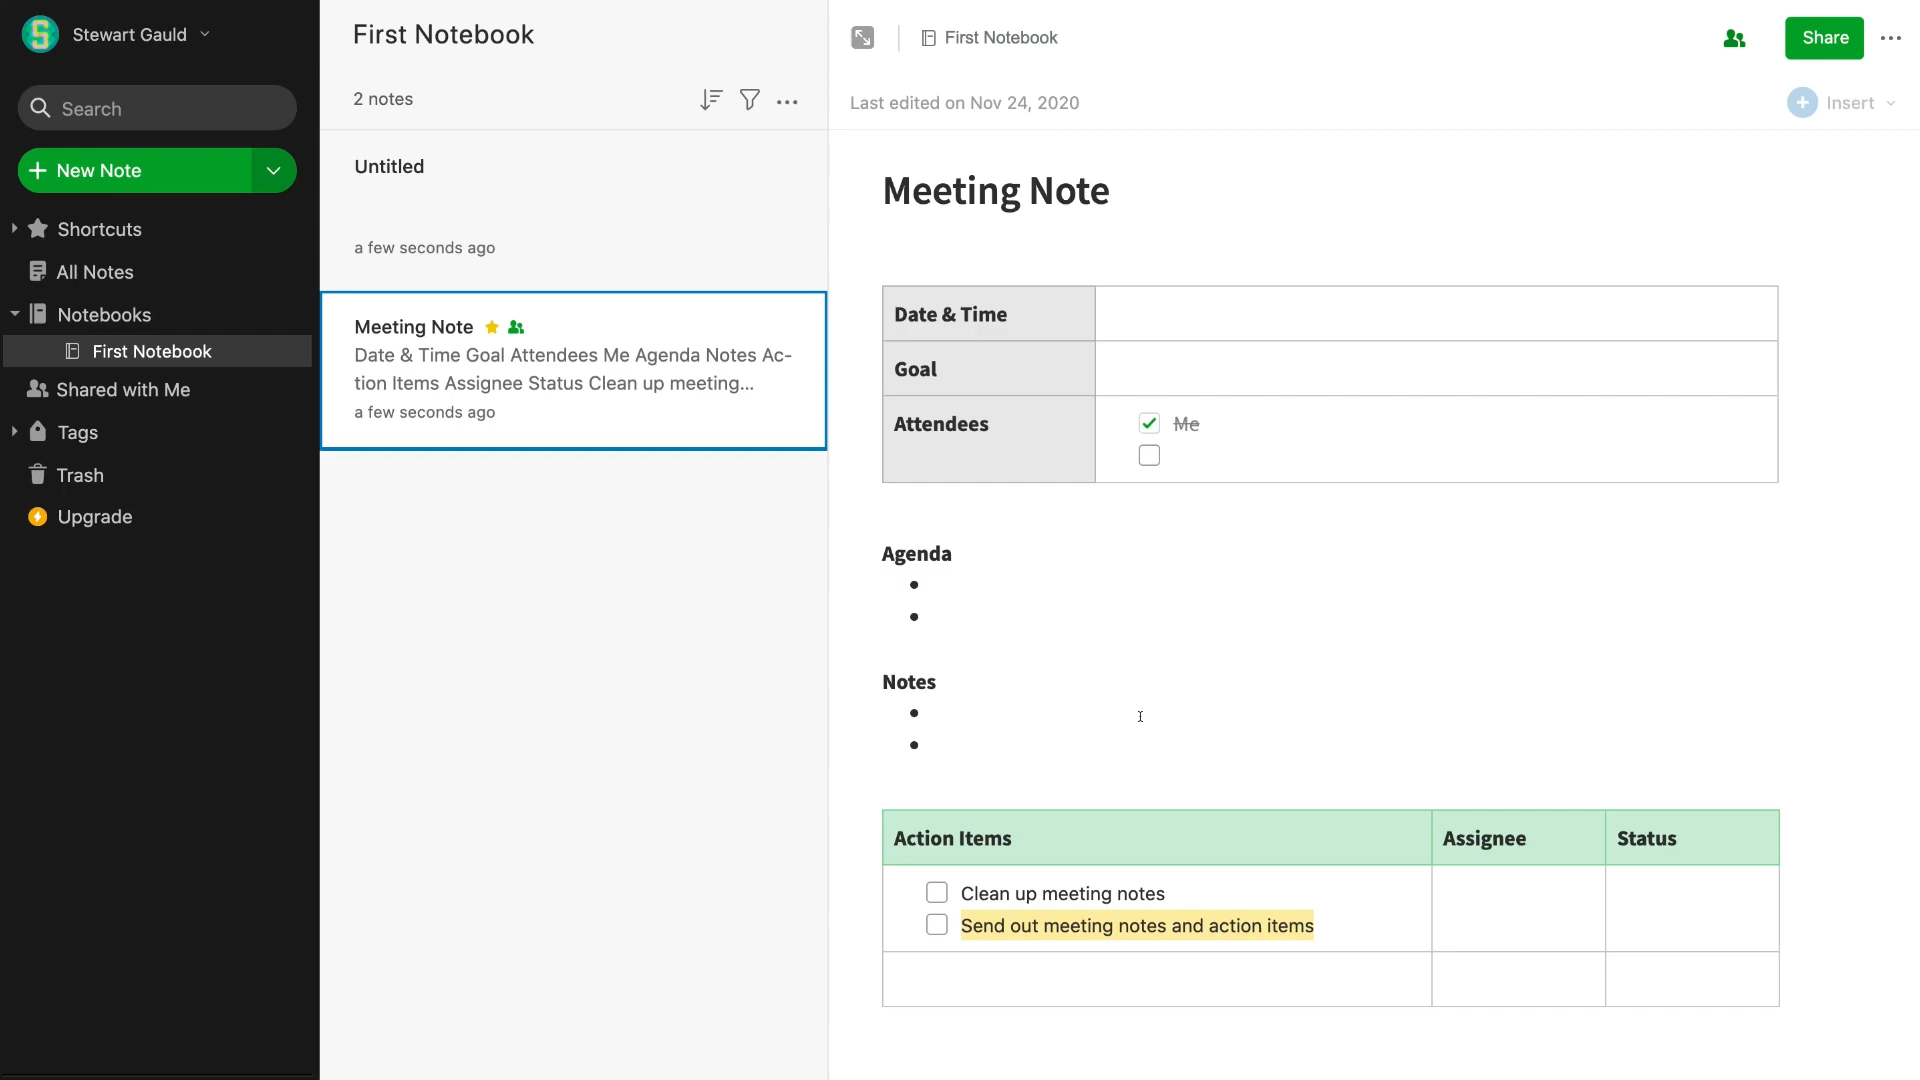 Stewart Gauld
Search
New Note
Shortcuts
All Notes
Notebooks
First Notebook
Shared with Me
Tags
Trash
Upgrade
First Notebook
2 notes
Untitled
a few seconds ago
Meeting Note
Date & Time Goal Attendees Me Agenda Notes Ac-
tion Items Assignee Status Clean up meeting...
a few seconds ago
First Notebook
Share
Last edited on Nov 24, 2020
Insert
Meeting Note
Date & Time
Goal
Attendees
Me
Agenda
Notes
Action Items Assignee Status
Clean up meeting notes
Send out meeting notes and action items